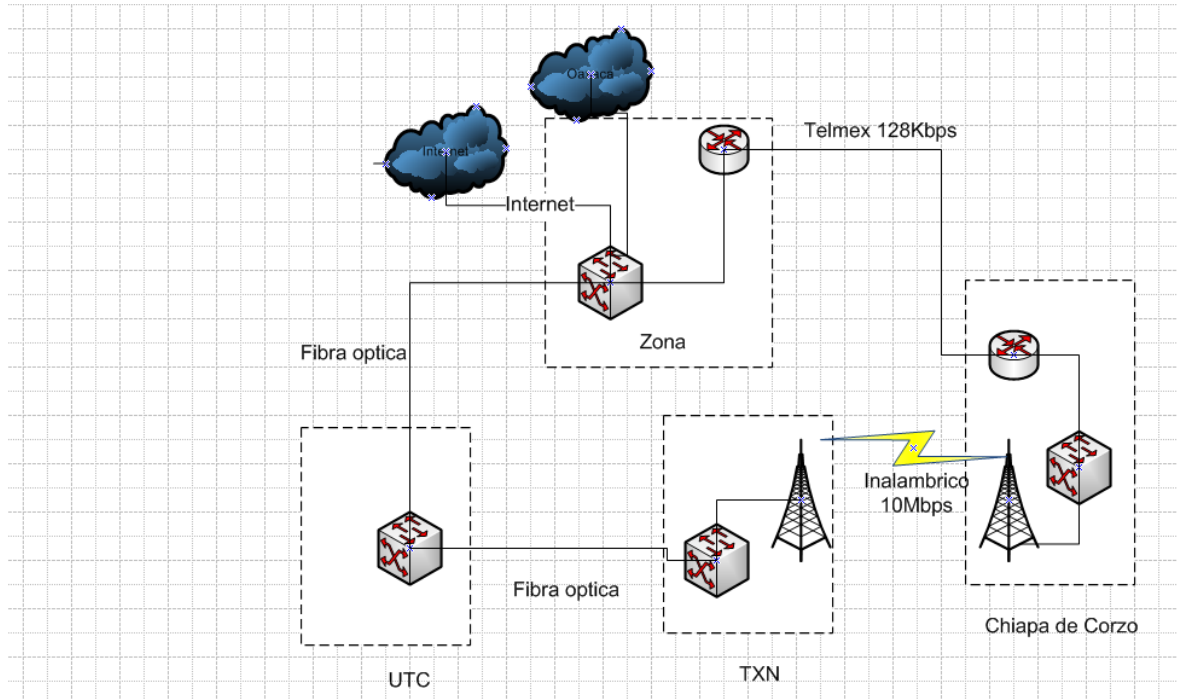 Oaxaca
Telmex 128Kbps
Internet
Internet
Zona
Fibra optica
Inalambrico
10Mbps
Fibra optica
Chiapa de Corzo
TXN
UTC